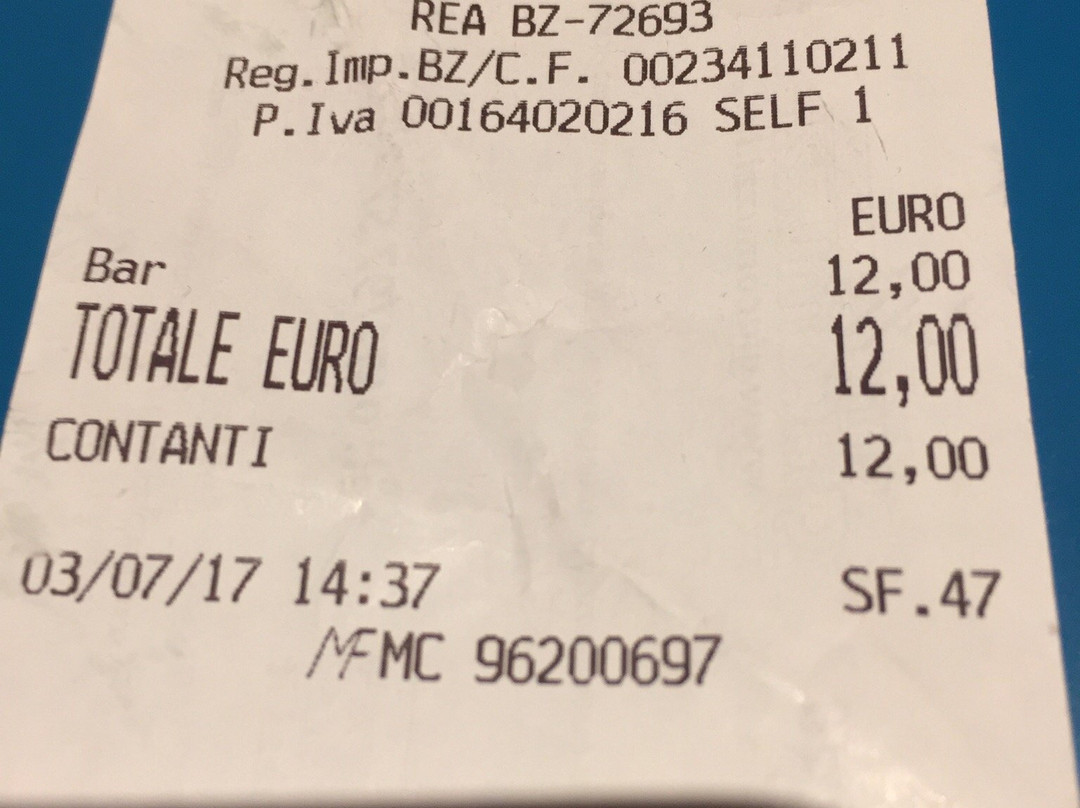 REA BZ-72693
Reg.Imp.BZ/C.F. 00234110211
P.Iva 00164020216 SELF 1
EURO
Bar 12,00
TOTALE EURO 12,00
CONTANTI 12,00
03/07/17 14:37 SF.47
MF MC 96200697